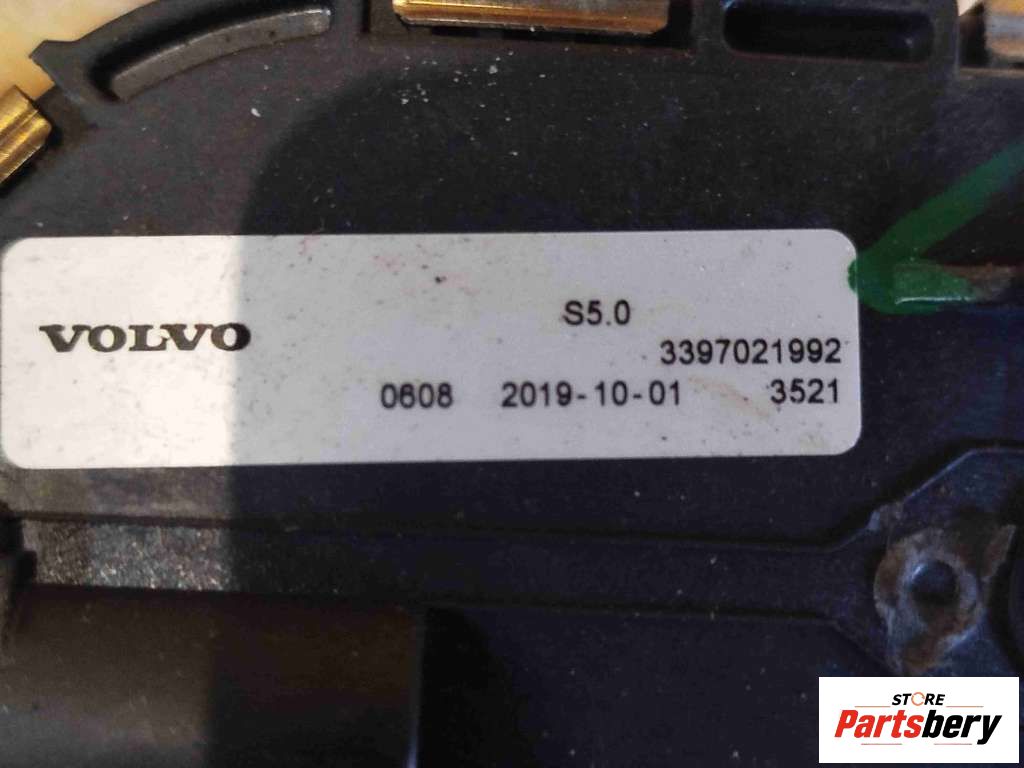 VOLVO
S5.0
3397021992
0608 2019-10-01 3521
STORE
Partsbery